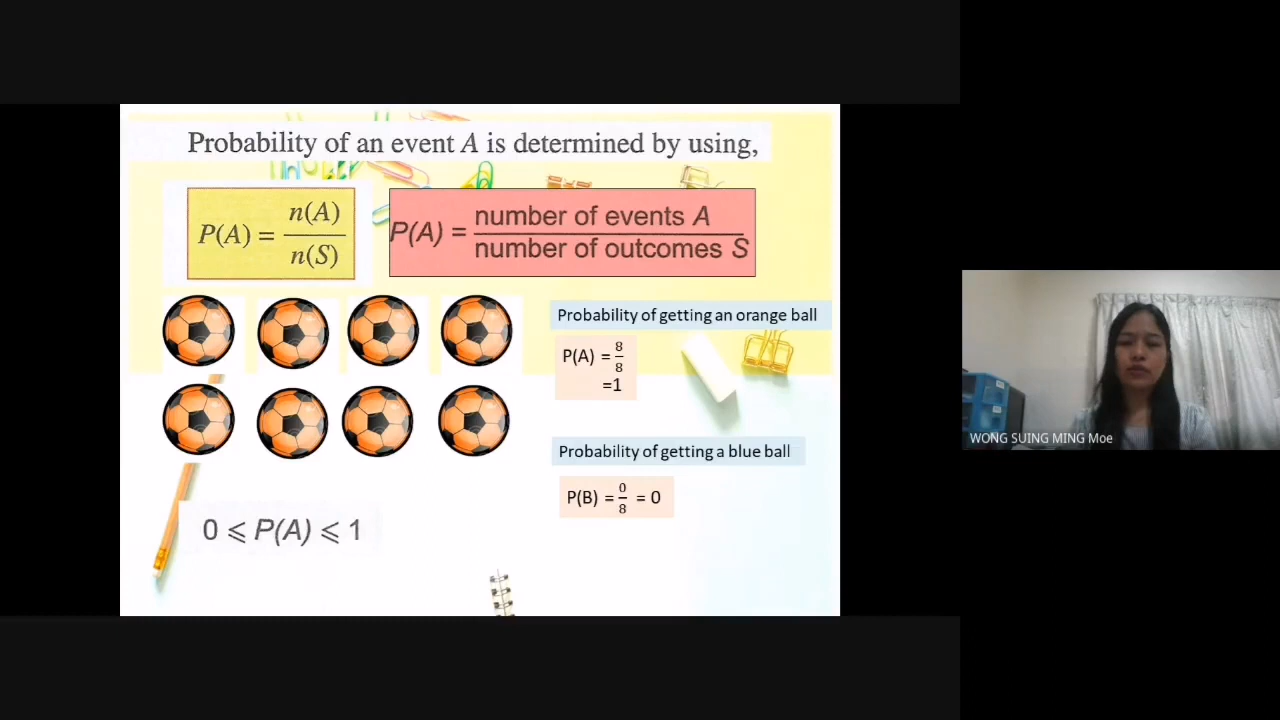 Probability of an event A is determined by using,
P(A) = n(A)/n(S)
P(A) = number of events A/number of outcomes S
Probability of getting an orange ball
P(A) = 8/8
=1
Probability of getting a blue ball
P(B) = 0/8 = 0
0 ⩽ P(A) ⩽ 1
WONG SUING MING Moe